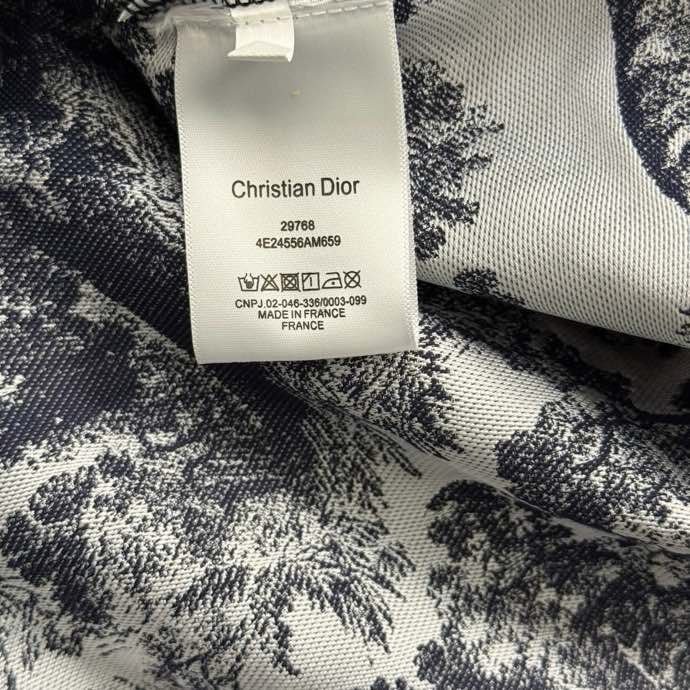 Christian Dior
29768
4E24556AM659
CNPJ.02-046-336/0003-099
MADE IN FRANCE
FRANCE